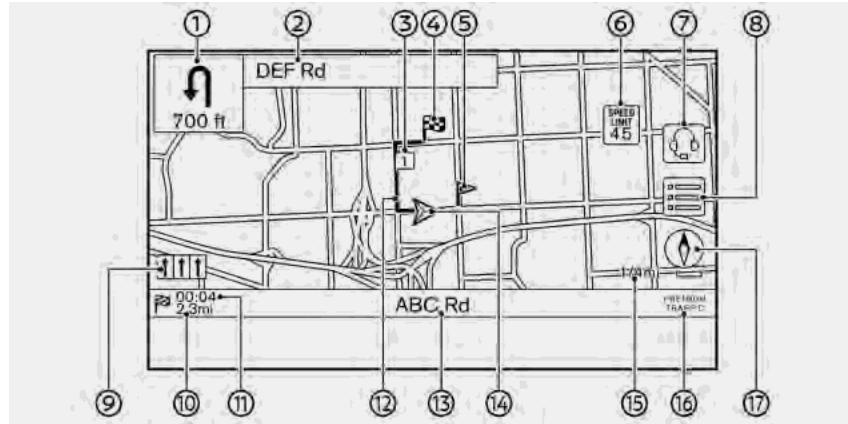 ① ② ③ ④ ⑤ ⑥ ⑦ ⑧
DEF Rd
700 ft
SPEED
LIMIT
45
1
1/4m
00:04
2.3mi
ABC Rd
PREMIUM
TRAFFIC
⑨ ⑩ ⑪ ⑫ ⑬ ⑭ ⑮ ⑯ ⑰